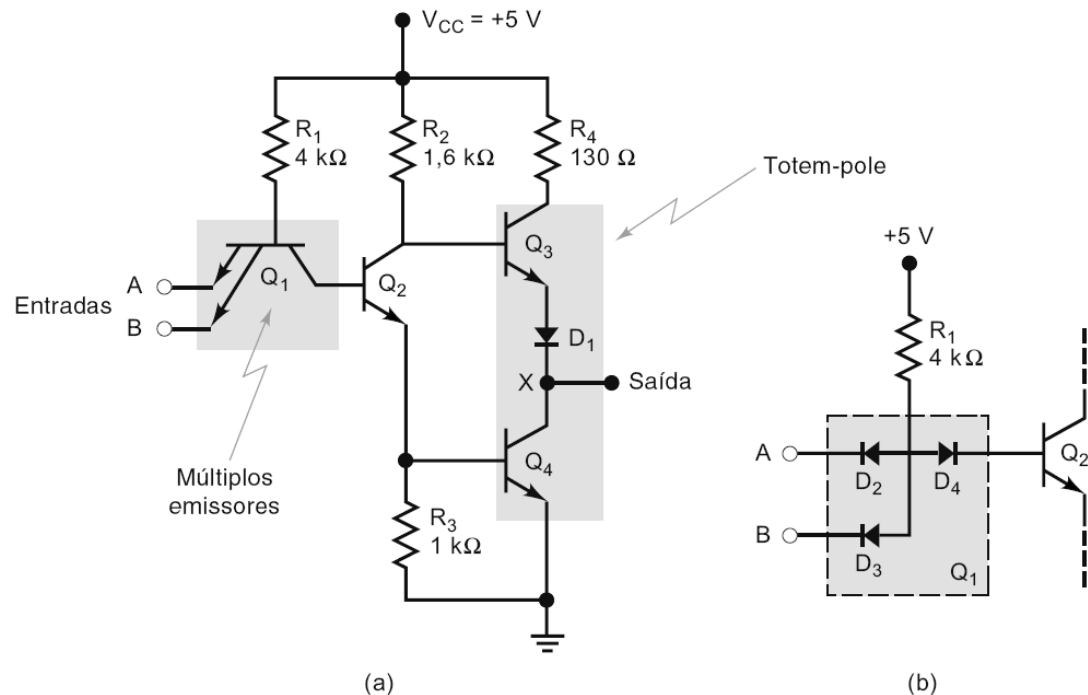 V_CC = +5 V
R_1
4 kΩ
R_2
1,6 kΩ
R_4
130 Ω
Totem-pole
Q_3
+5 V
A
Q_1
Q_2
Entradas
B
D_1
R_1
4 kΩ
X
Saída
A
Q_2
D_2
D_4
Múltiplos
emissores
Q_4
R_3
1 kΩ
B
D_3
Q_1
(a)
(b)